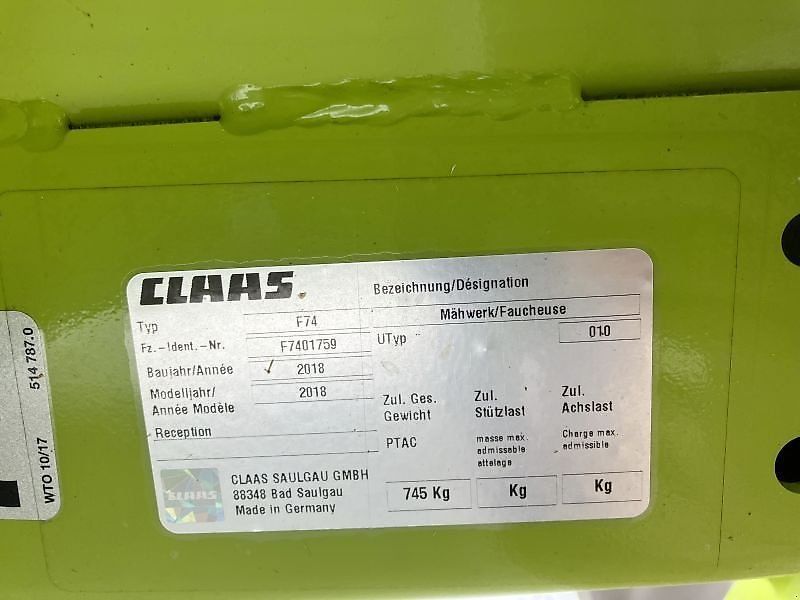 CLAAS
Bezeichnung/Désignation
Mähwerk/Faucheuse
Typ F74
UTyp 010
Fz.-Ident.-Nr. F7401759
Baujahr/Année 2018
Modelljahr/
Année Modèle 2018
Reception
Zul. Ges.
Gewicht
PTAC
745 Kg
Zul.
Stützlast
masse max.
admissable
attelage
Kg
Zul.
Achslast
Charge max.
admissible
Kg
CLAAS
CLAAS SAULGAU GMBH
88348 Bad Saulgau
Made in Germany
514 787.0
WTO 10/17